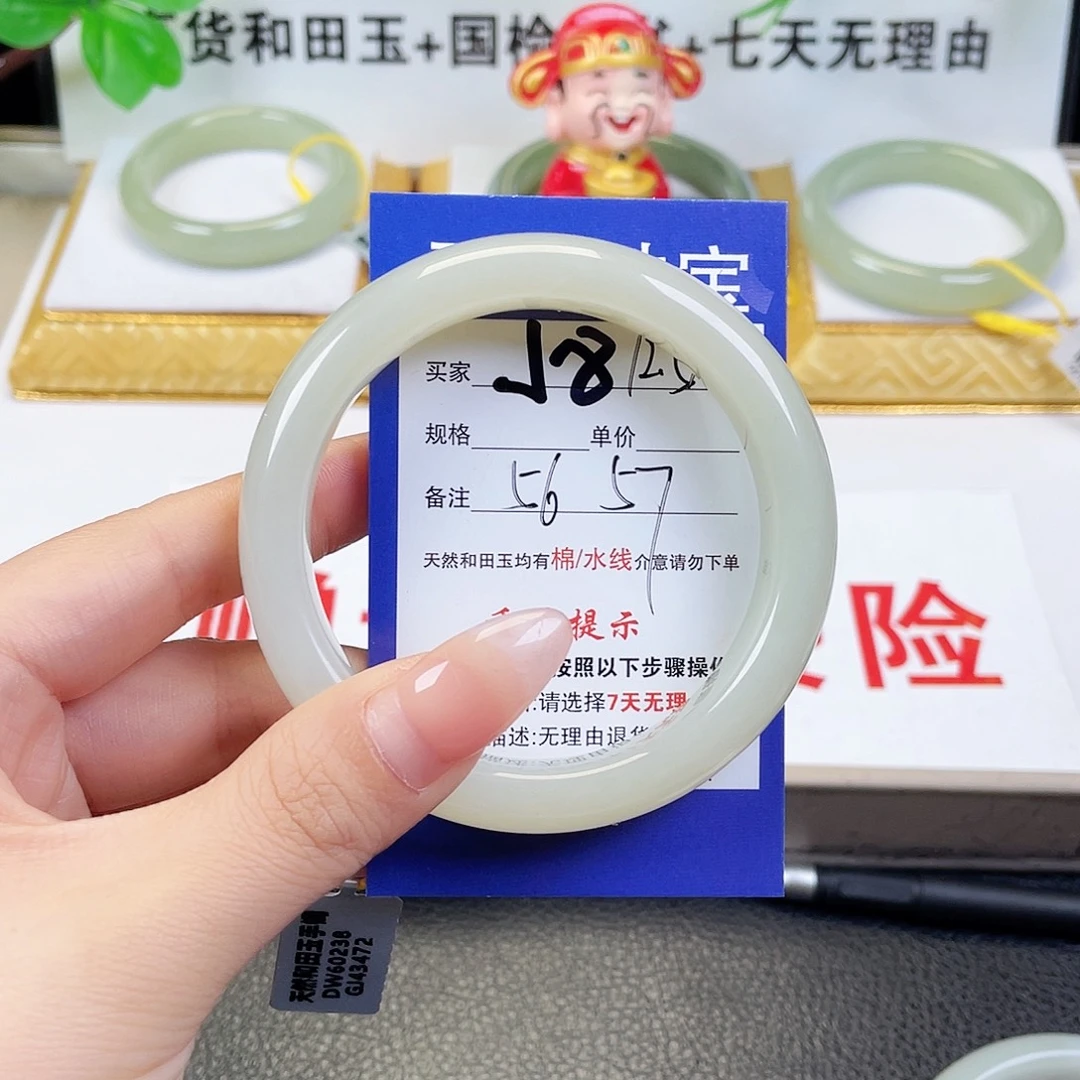 货和田玉+国检 +七天无理由
宝
买家 J8/125
规格 单价
备注 56 57
天然和田玉均有棉/水线介意请勿下单
提示
按照以下步骤操作
:请选择7天无理
描述:无理由退货
险
天然和田玉手镯
DW60238
GJ43472